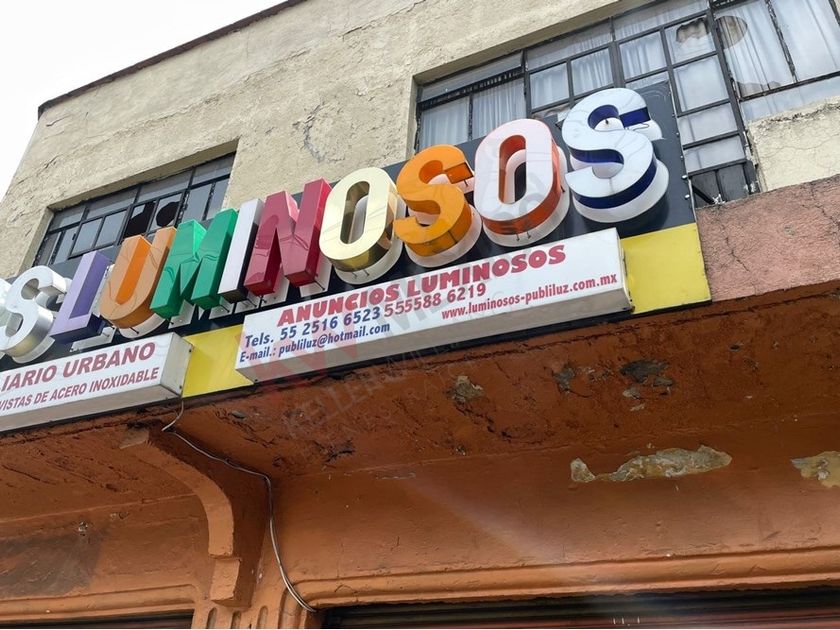 S LUMINOSOS
ANUNCIOS LUMINOSOS
Tels. 55 2516 6523 555588 6219
E-mail.: publiluz@hotmail.com
www.luminosos-publiluz.com.mx
IARIO URBANO
VISTAS DE ACERO INOXIDABLE